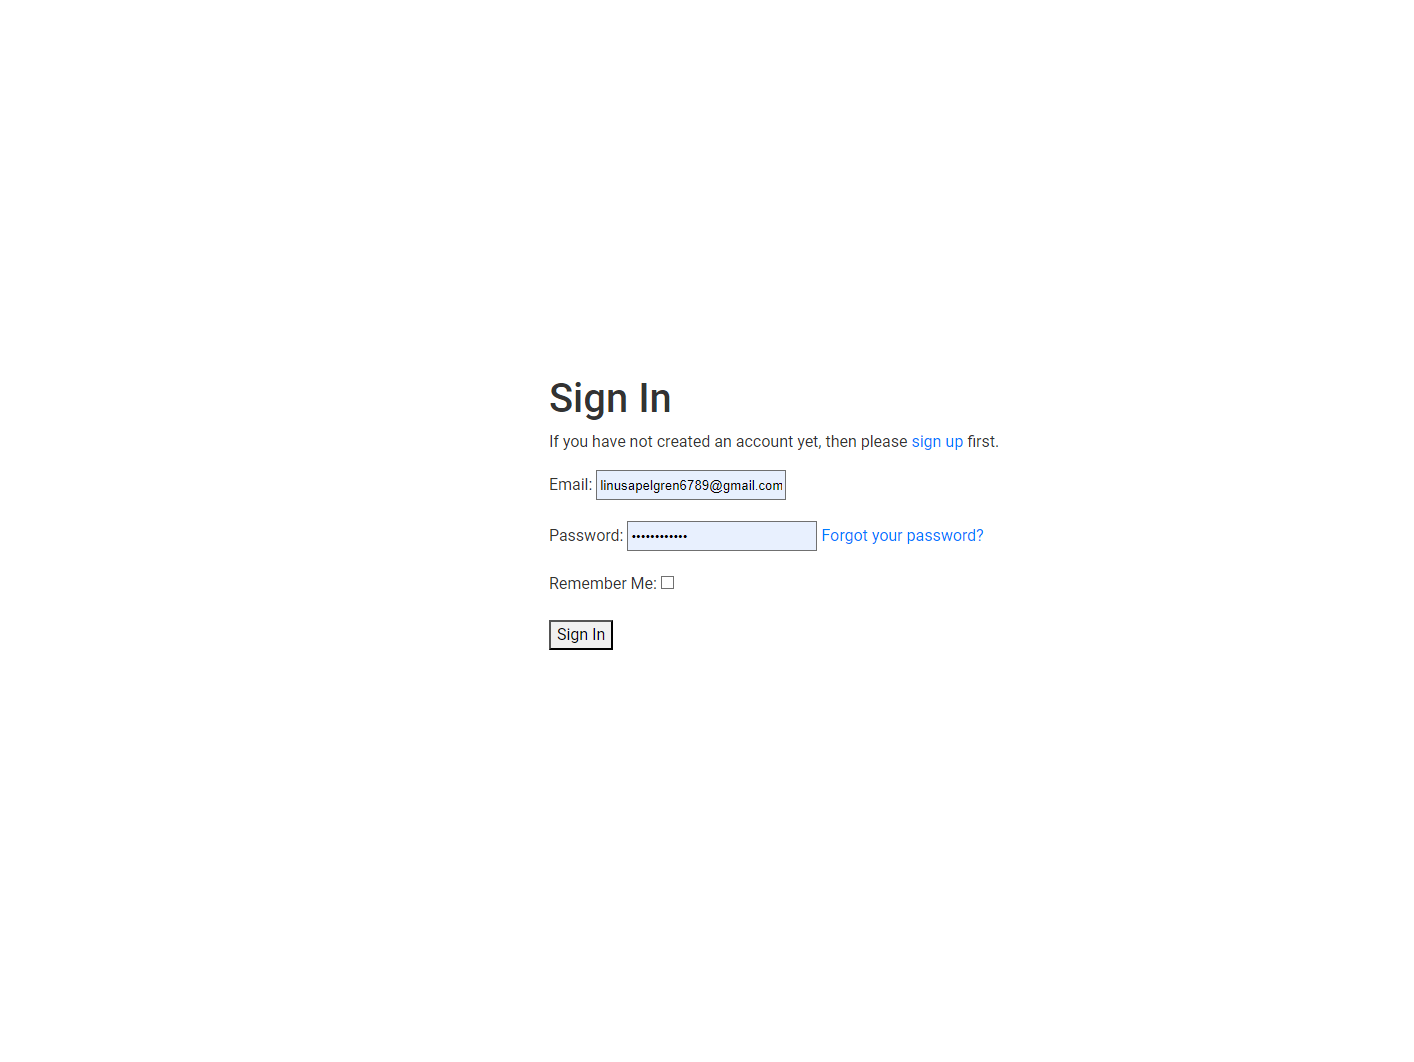 Sign In
If you have not created an account yet, then please sign up first.
Email: linusapelgren6789@gmail.com
Password: •••••••••••• Forgot your password?
Remember Me:
Sign In